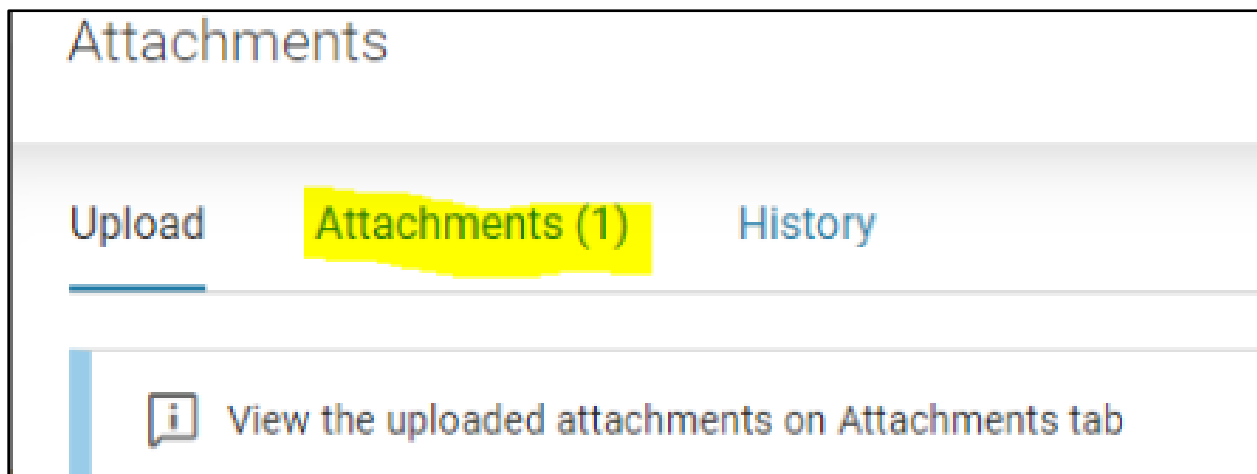 Attachments
Upload Attachments (1) History
View the uploaded attachments on Attachments tab